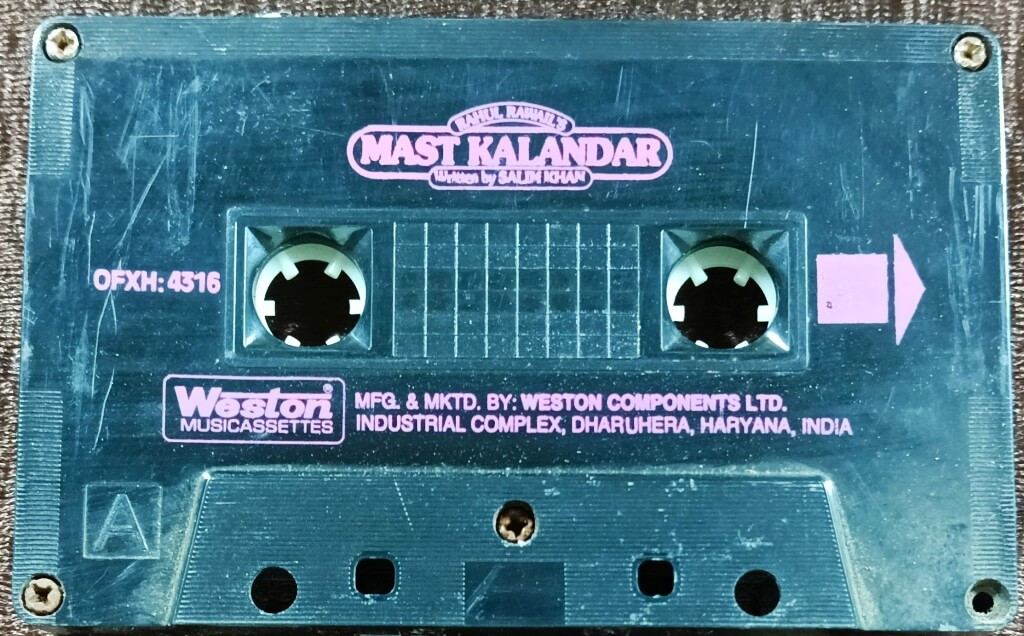 RAHUL RAWAIL'S
MAST KALANDAR
Written by SALIM KHAN
OFXH: 4316
Weston®
MUSICASSETTES
MFG. & MKTD. BY: WESTON COMPONENTS LTD.
INDUSTRIAL COMPLEX, DHARUHERA, HARYANA, INDIA
A